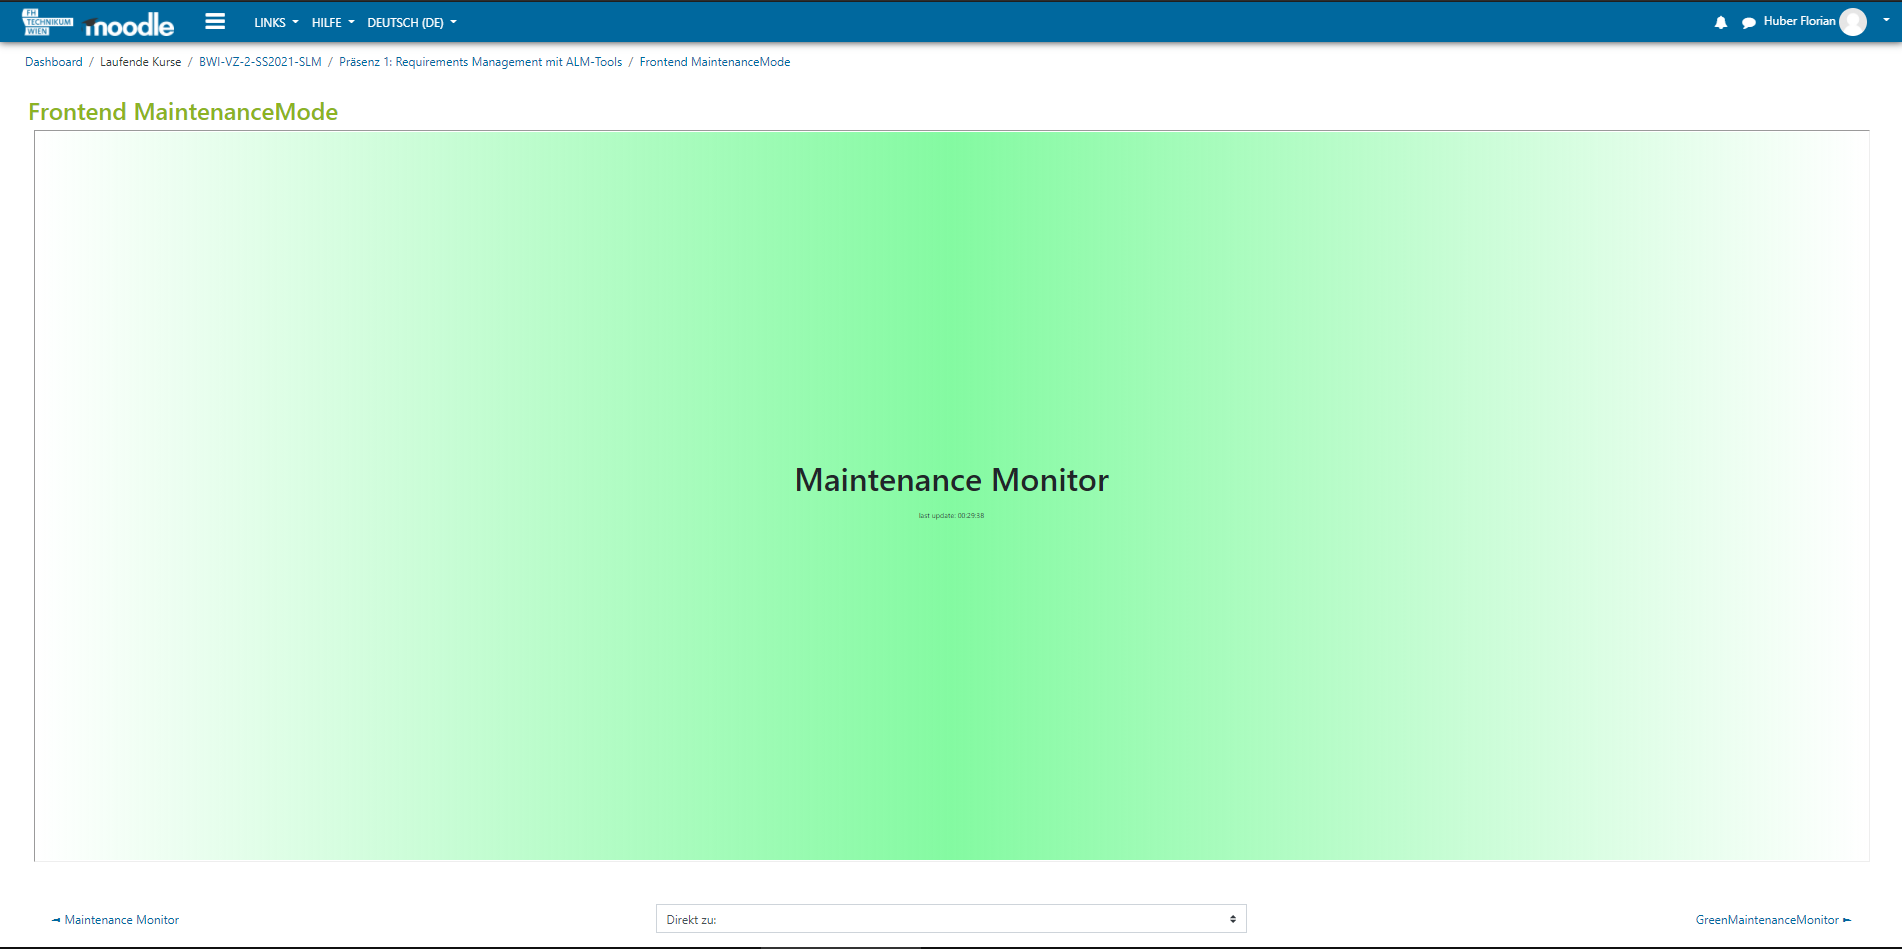 FH TECHNIKUM WIEN moodle LINKS HILFE DEUTSCH (DE) Huber Florian
Dashboard / Laufende Kurse / BWI-VZ-2-SS2021-SLM / Präsenz 1: Requirements Management mit ALM-Tools / Frontend MaintenanceMode
Frontend MaintenanceMode
Maintenance Monitor
last update: 00:29:38
◄ Maintenance Monitor
Direkt zu:
GreenMaintenanceMonitor ►